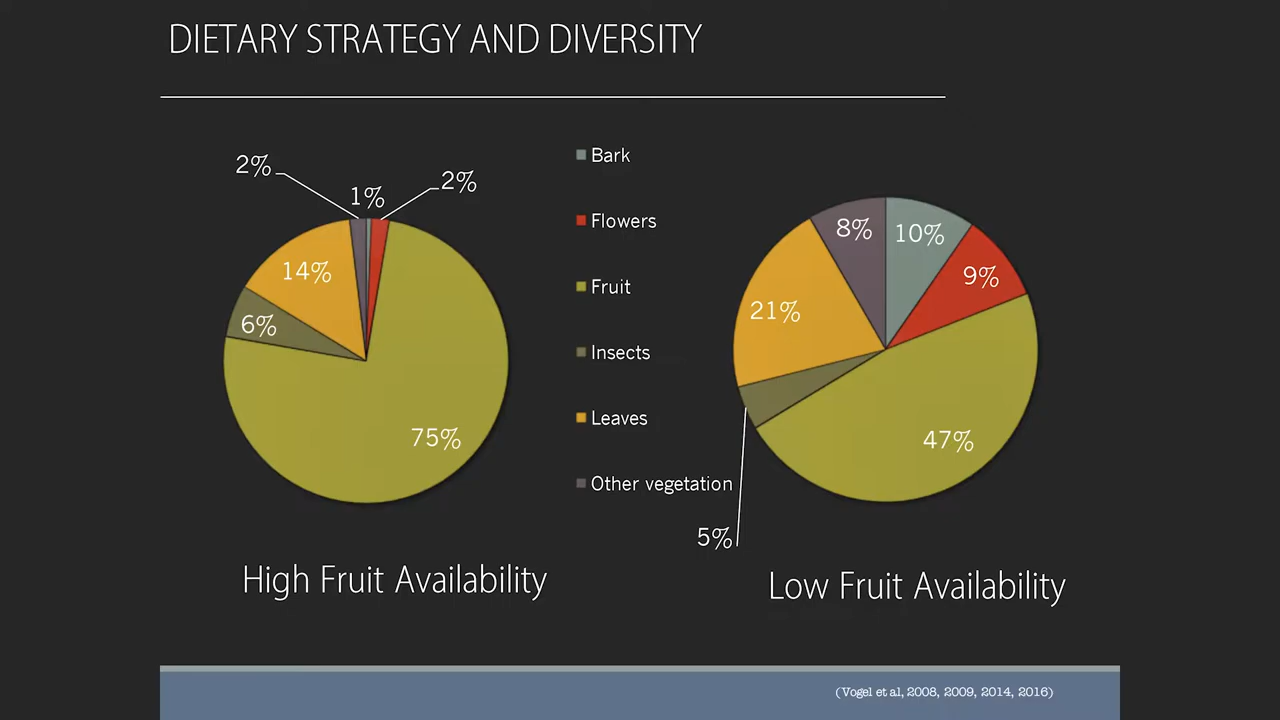 DIETARY STRATEGY AND DIVERSITY
2%
1%
2%
14%
6%
75%
High Fruit Availability
Bark
Flowers
Fruit
Insects
Leaves
Other vegetation
8%
10%
9%
21%
47%
5%
Low Fruit Availability
(Vogel et al, 2008, 2009, 2014, 2016)